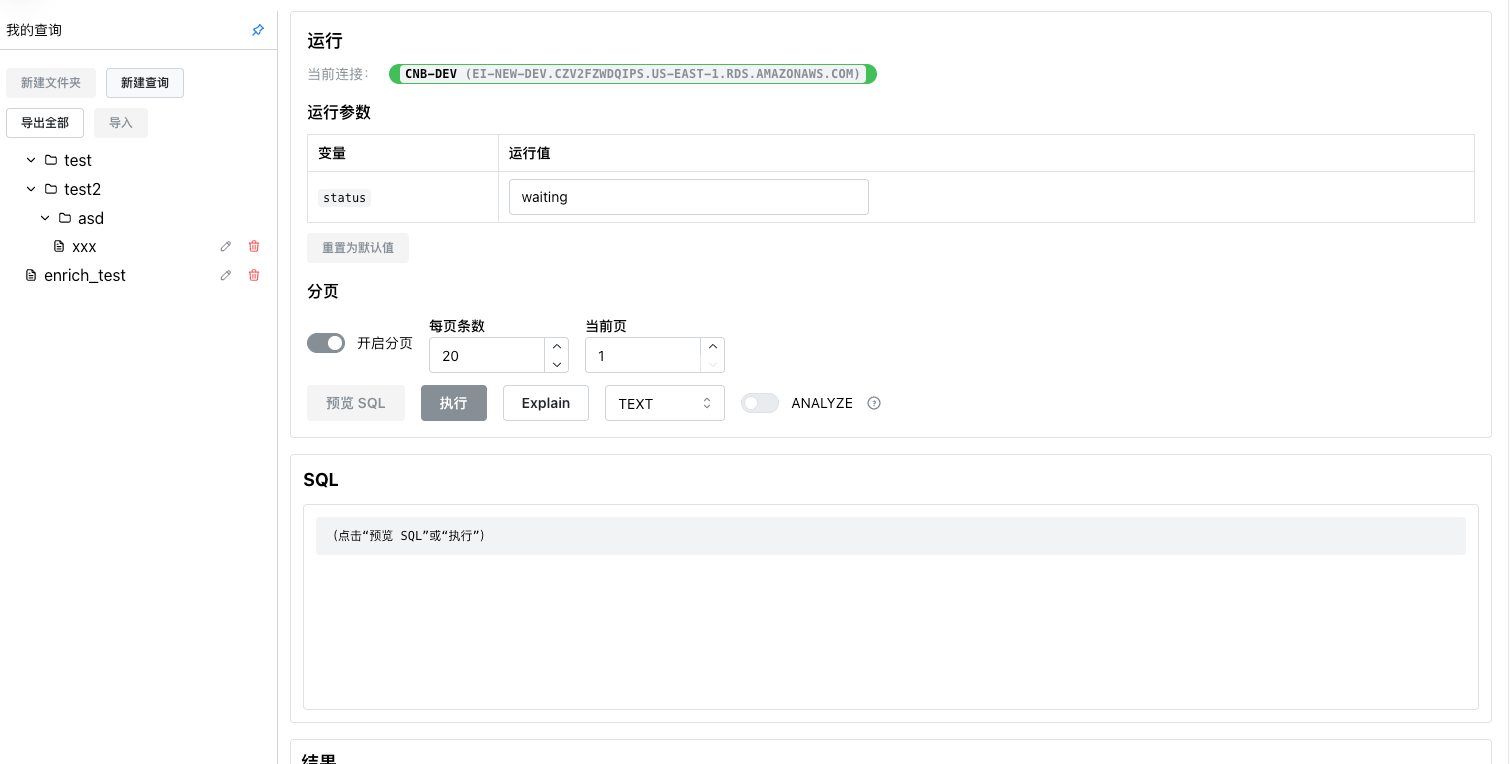 我的查询
新建文件夹 新建查询
导出全部 导入
test
test2
asd
xxx
enrich_test
运行
当前连接： CNB-DEV (EI-NEW-DEV.CZV2FZWDQIPS.US-EAST-1.RDS.AMAZONAWS.COM)
运行参数
变量 运行值
status waiting
重置为默认值
分页
每页条数 当前页
开启分页 20 1
预览 SQL 执行 Explain TEXT ANALYZE ?
SQL
(点击“预览 SQL”或“执行”)
结果